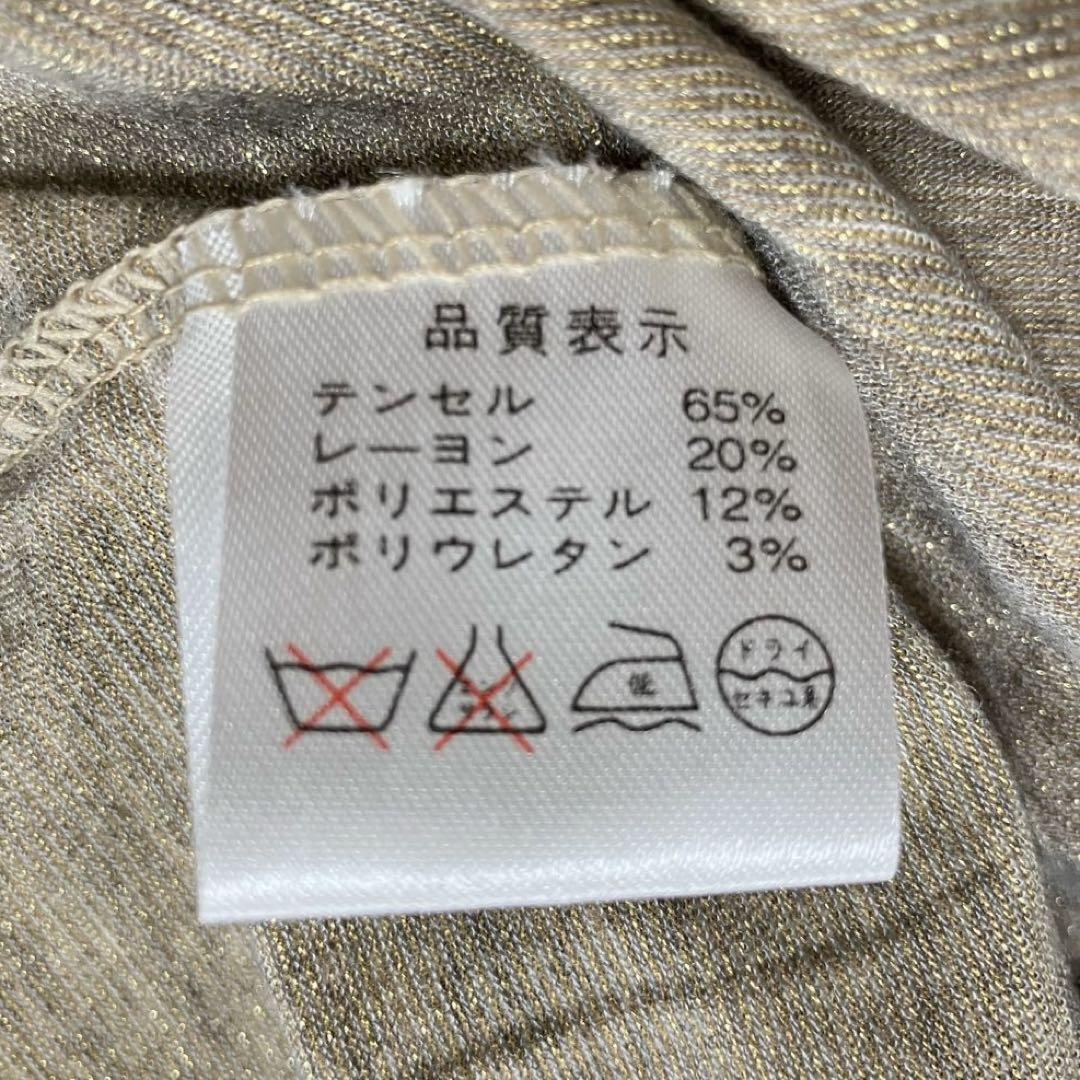 品質表示
テンセル 65%
レーヨン 20%
ポリエステル 12%
ポリウレタン 3%
低
ドライ
セキユ系